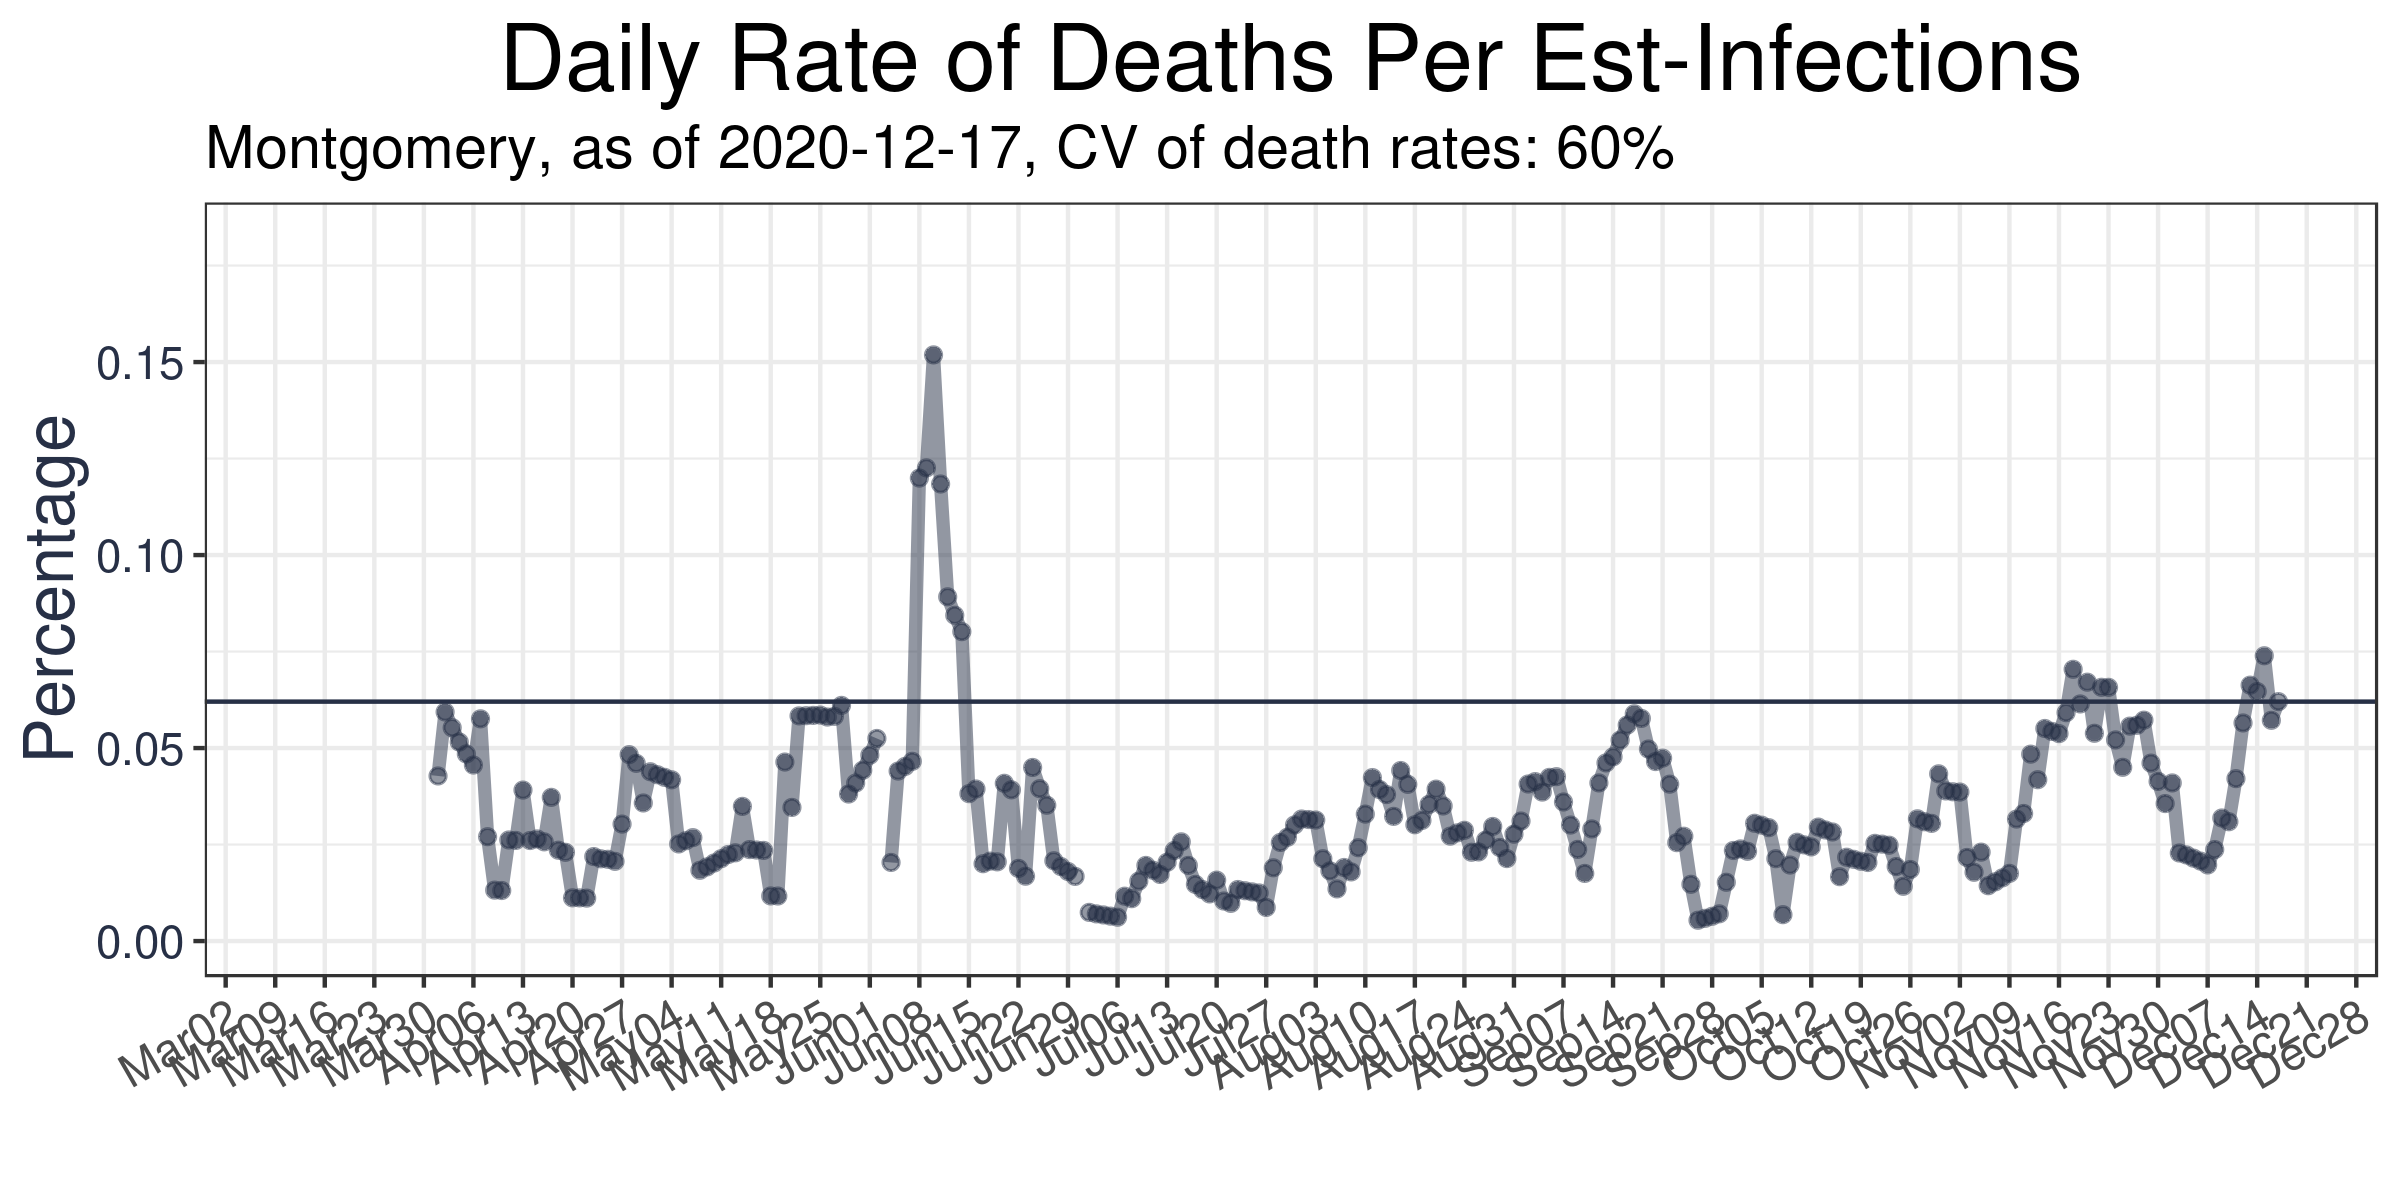 Daily Rate of Deaths Per Est-Infections
Montgomery, as of 2020-12-17, CV of death rates: 60%
Percentage
0.15
0.10
0.05
0.00
Mar02
Mar09
Mar16
Mar23
Mar30
Apr06
Apr13
Apr20
Apr27
May04
May11
May18
May25
Jun01
Jun08
Jun15
Jun22
Jun29
Jul06
Jul13
Jul20
Jul27
Aug03
Aug10
Aug17
Aug24
Aug31
Sep07
Sep14
Sep21
Sep28
Oct05
Oct12
Oct19
Oct26
Nov02
Nov09
Nov16
Nov23
Nov30
Dec07
Dec14
Dec21
Dec28